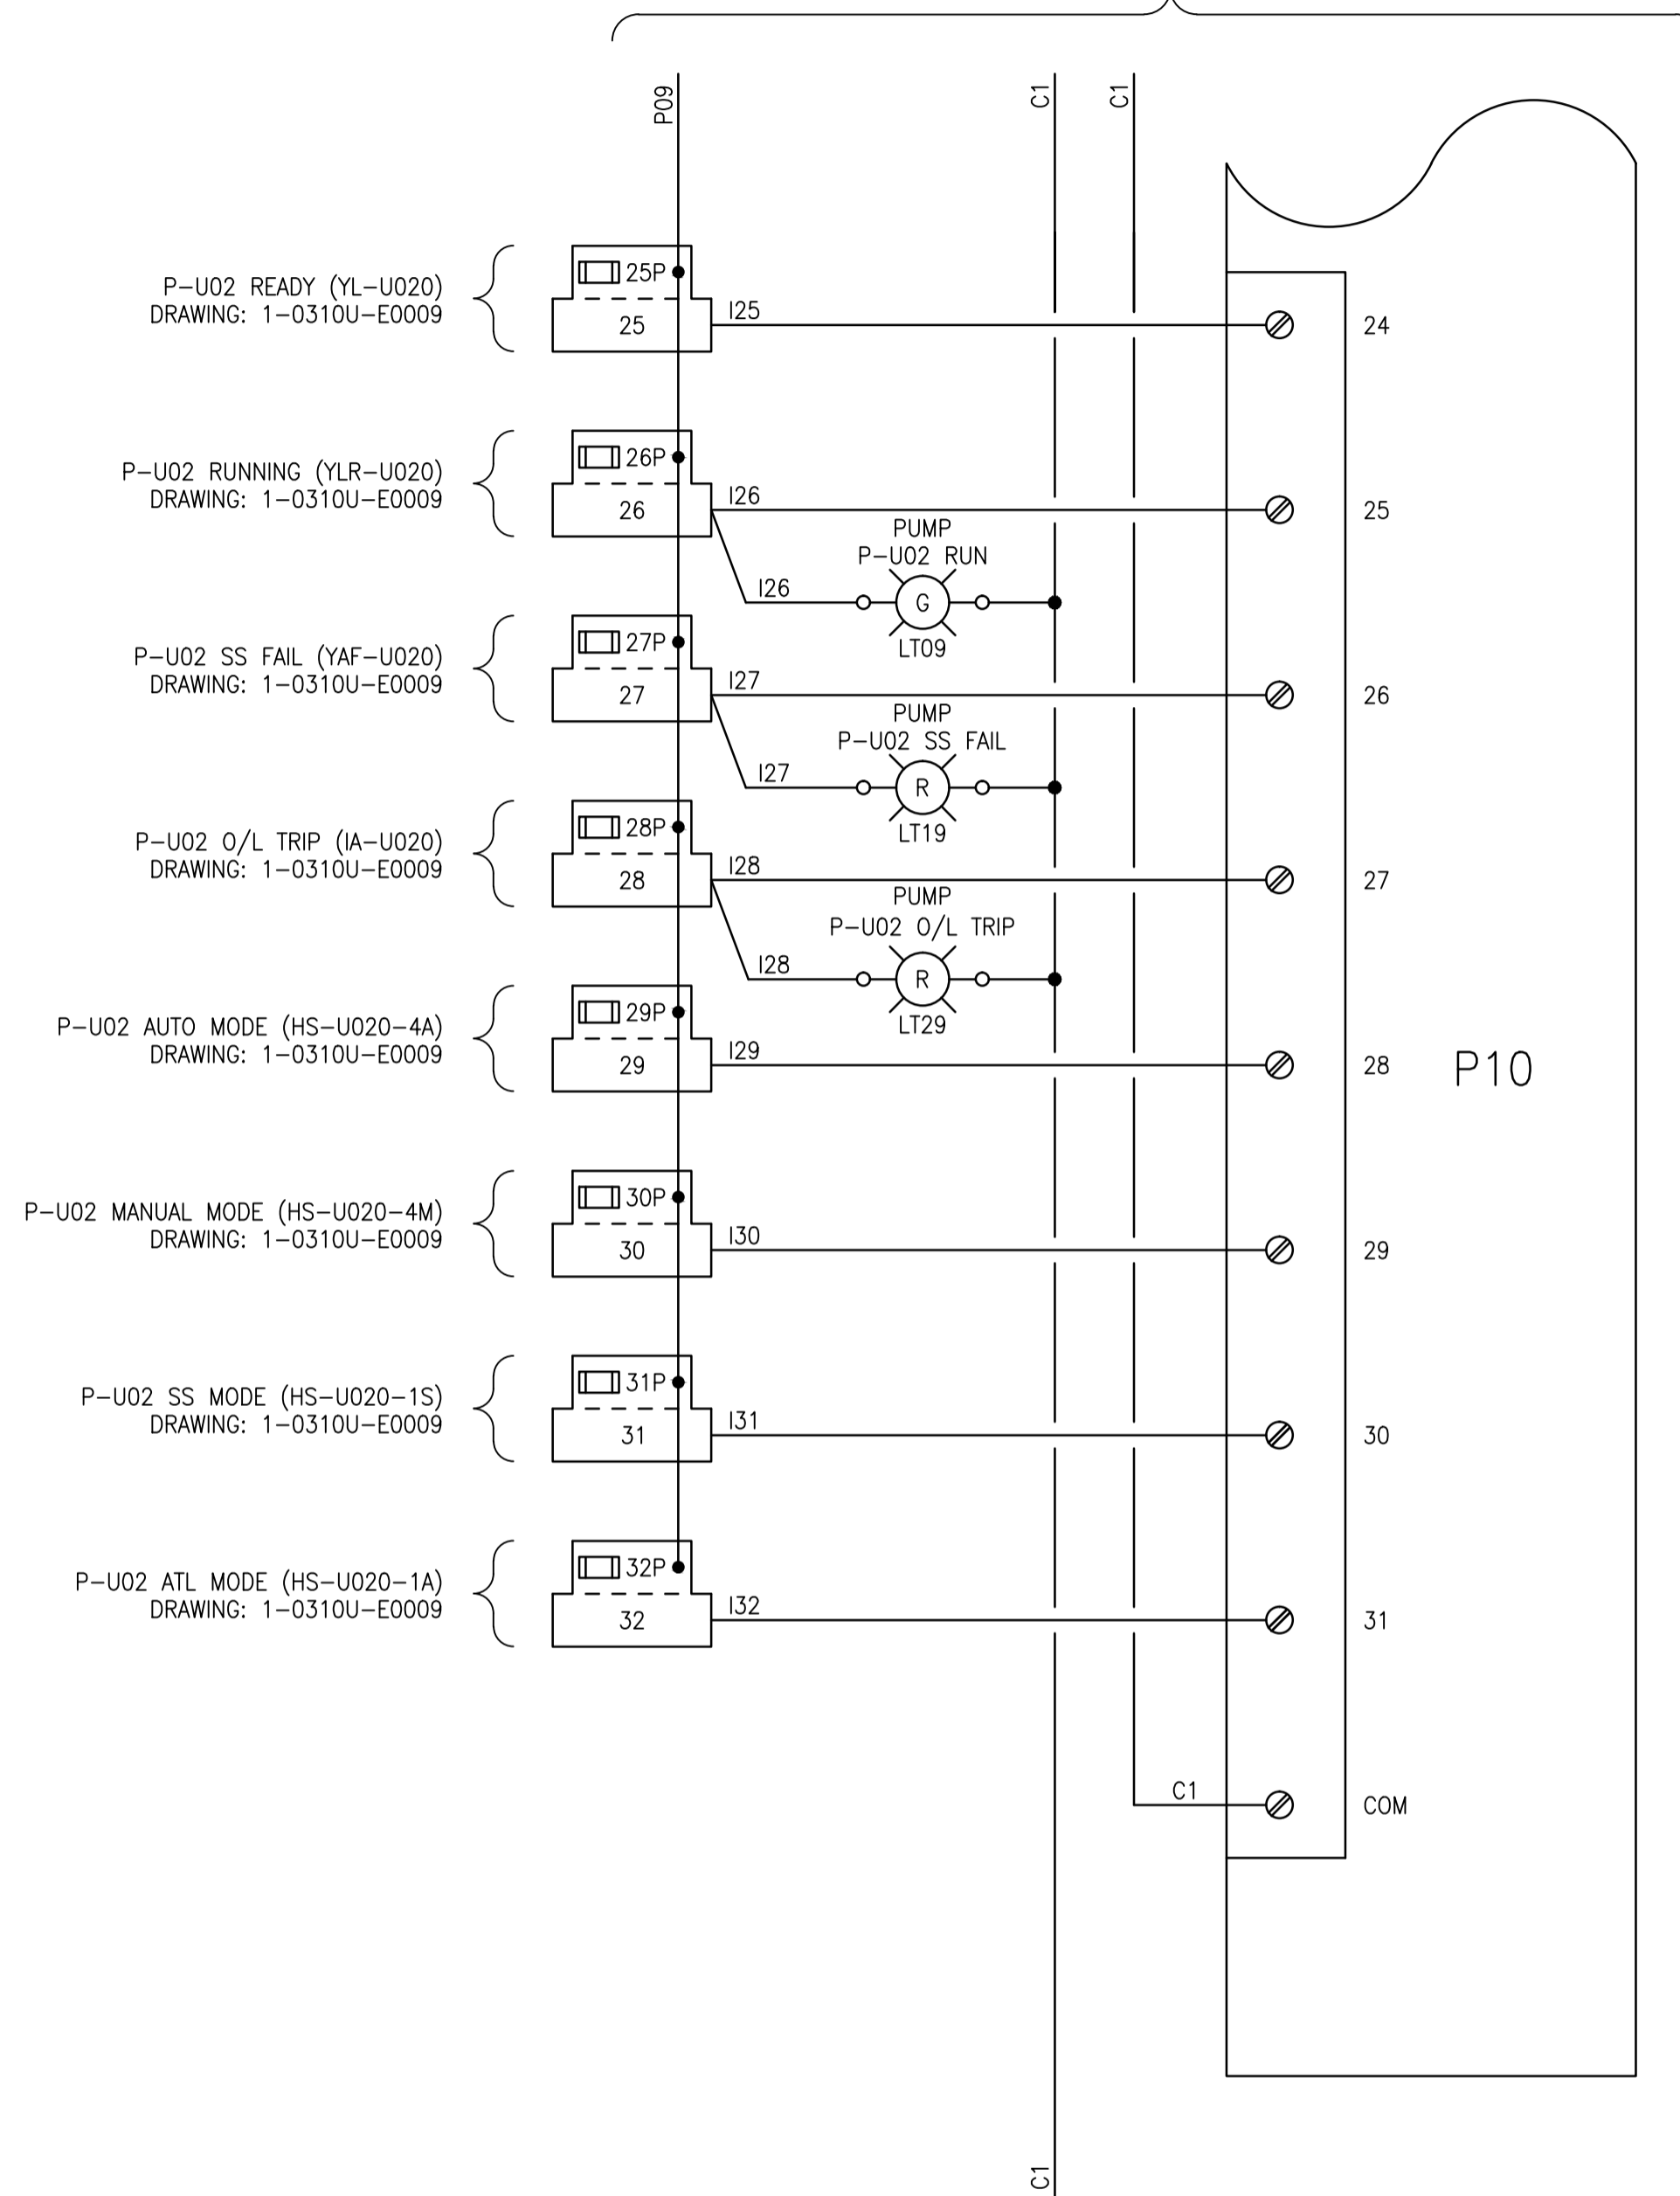 P09
C1
C1
P-U02 READY (YL-U020)
DRAWING: 1-0310U-E0009
25P
25
I25
24
P-U02 RUNNING (YLR-U020)
DRAWING: 1-0310U-E0009
26P
26
I26
25
PUMP
P-U02 RUN
I26
G
LT09
P-U02 SS FAIL (YAF-U020)
DRAWING: 1-0310U-E0009
27P
27
I27
26
PUMP
P-U02 SS FAIL
I27
R
LT19
P-U02 O/L TRIP (IA-U020)
DRAWING: 1-0310U-E0009
28P
28
I28
27
PUMP
P-U02 O/L TRIP
I28
R
LT29
P-U02 AUTO MODE (HS-U020-4A)
DRAWING: 1-0310U-E0009
29P
29
I29
28
P10
P-U02 MANUAL MODE (HS-U020-4M)
DRAWING: 1-0310U-E0009
30P
30
I30
29
P-U02 SS MODE (HS-U020-1S)
DRAWING: 1-0310U-E0009
31P
31
I31
30
P-U02 ATL MODE (HS-U020-1A)
DRAWING: 1-0310U-E0009
32P
32
I32
31
C1
COM
C1